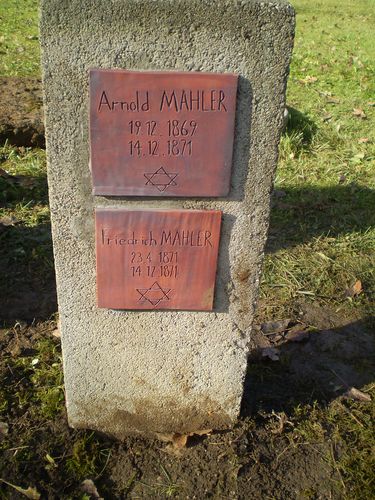 Arnold MAHLER
19.12.1869
14.12.1871
Friedrich MAHLER
23.4.1871
14.12.1871